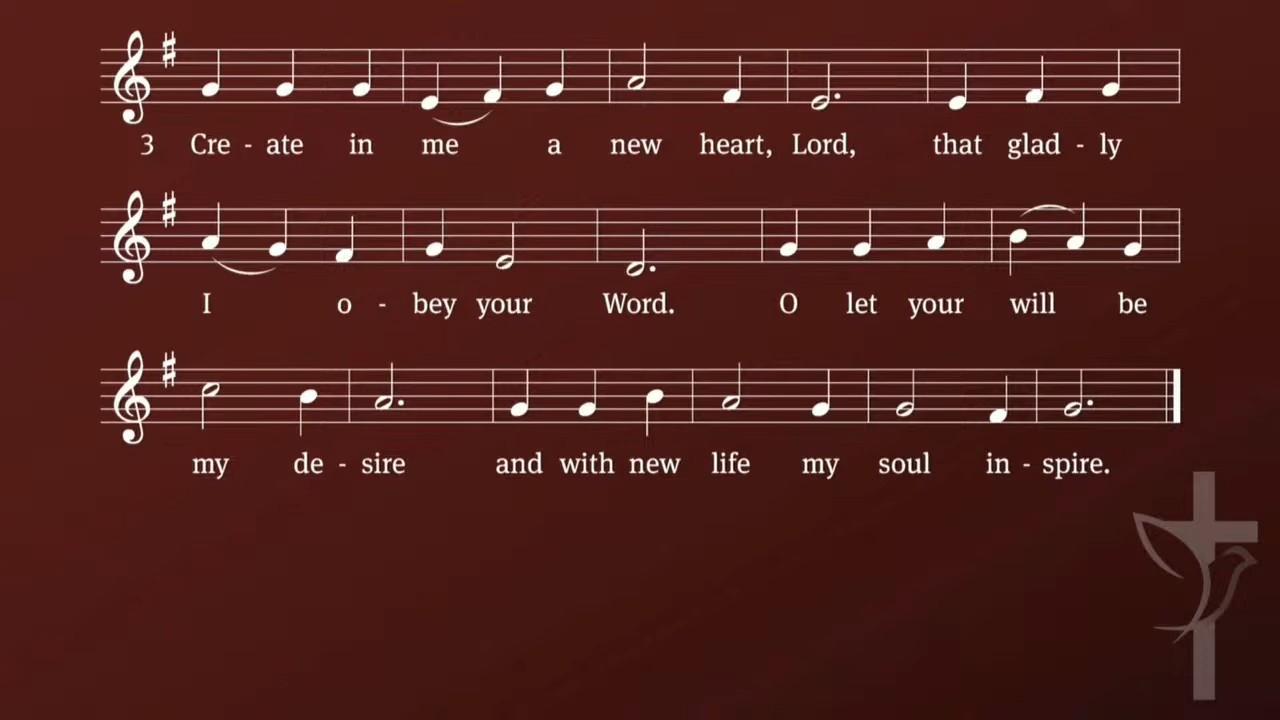 3 Cre - ate in me a new heart, Lord, that glad - ly
I o - bey your Word. O let your will be
my de - sire and with new life my soul in - spire.